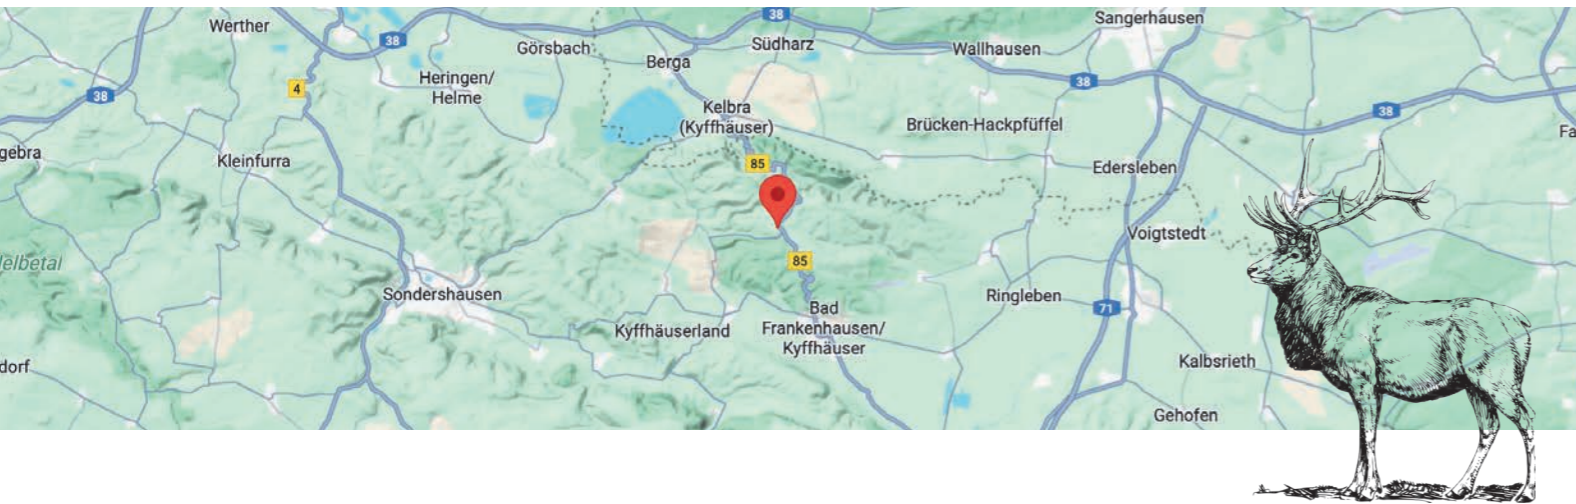 Werther
38
Görsbach
Berga
38
Südharz
Wallhausen
Sangerhausen
38
4
Heringen/
Helme
Kelbra
(Kyffhäuser)
Brücken-Hackpfüffel
38
38
Fa
gebra
Kleinfurra
85
Edersleben
Voigtstedt
elbetal
Sondershausen
85
Ringleben
71
Kyffhäuserland
Bad
Frankenhausen/
Kyffhäuser
dorf
Kalbsrieth
Gehofen